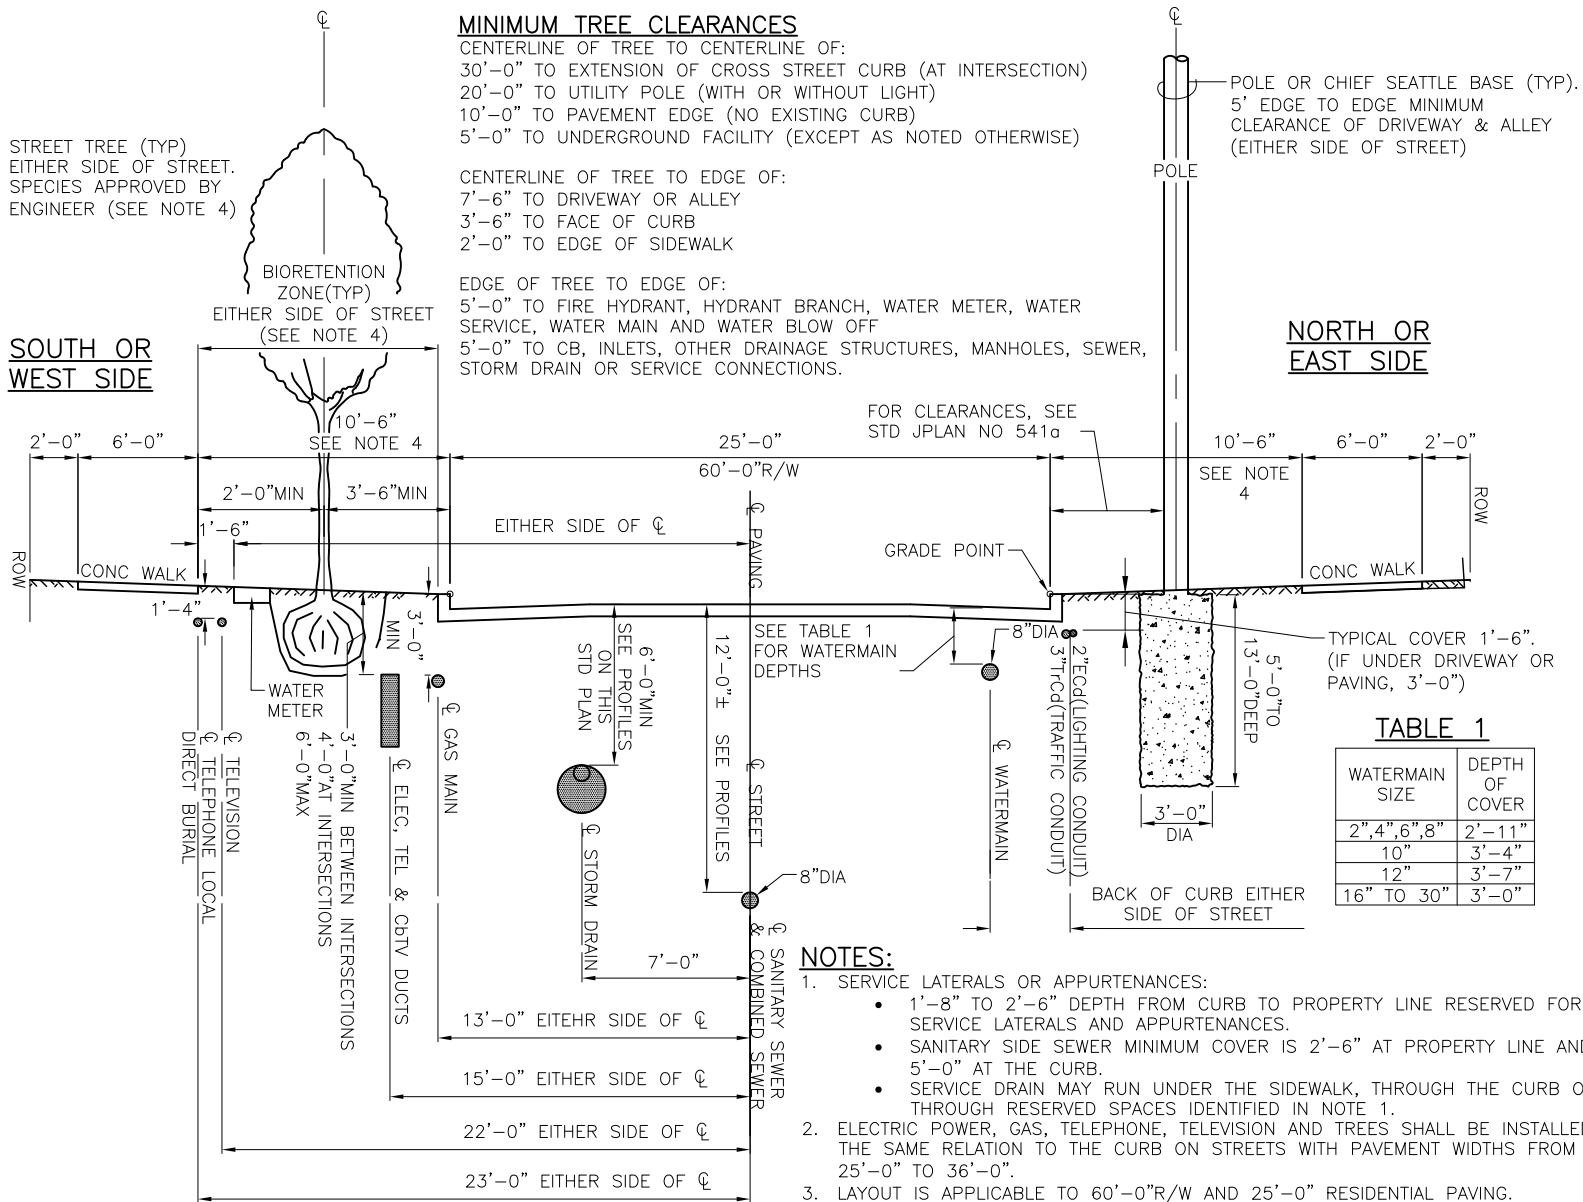 ℄
MINIMUM TREE CLEARANCES
CENTERLINE OF TREE TO CENTERLINE OF:
30'-0" TO EXTENSION OF CROSS STREET CURB (AT INTERSECTION)
20'-0" TO UTILITY POLE (WITH OR WITHOUT LIGHT)
10'-0" TO PAVEMENT EDGE (NO EXISTING CURB)
5'-0" TO UNDERGROUND FACILITY (EXCEPT AS NOTED OTHERWISE)
CENTERLINE OF TREE TO EDGE OF:
7'-6" TO DRIVEWAY OR ALLEY
3'-6" TO FACE OF CURB
2'-0" TO EDGE OF SIDEWALK
EDGE OF TREE TO EDGE OF:
5'-0" TO FIRE HYDRANT, HYDRANT BRANCH, WATER METER, WATER
SERVICE, WATER MAIN AND WATER BLOW OFF
5'-0" TO CB, INLETS, OTHER DRAINAGE STRUCTURES, MANHOLES, SEWER,
STORM DRAIN OR SERVICE CONNECTIONS.
℄
POLE OR CHIEF SEATTLE BASE (TYP).
5' EDGE TO EDGE MINIMUM
CLEARANCE OF DRIVEWAY & ALLEY
(EITHER SIDE OF STREET)
POLE
STREET TREE (TYP)
EITHER SIDE OF STREET.
SPECIES APPROVED BY
ENGINEER (SEE NOTE 4)
BIORETENTION
ZONE(TYP)
EITHER SIDE OF STREET
(SEE NOTE 4)
SOUTH OR
WEST SIDE
NORTH OR
EAST SIDE
FOR CLEARANCES, SEE
STD JPLAN NO 541a
2'-0"
6'-0"
10'-6"
SEE NOTE 4
25'-0"
60'-0"R/W
10'-6"
SEE NOTE
4
6'-0"
2'-0"
2'-0"MIN
3'-6"MIN
1'-6"
EITHER SIDE OF ℄
℄ PAVING
GRADE POINT
ROW
CONC WALK
CONC WALK
ROW
1'-4"
WATER
METER
MIN
3'-0"
6'-0"MIN
SEE PROFILES
ON THIS
STD PLAN
12'-0"± SEE PROFILES
SEE TABLE 1
FOR WATERMAIN
DEPTHS
8"DIA
2"ECd(LIGHTING CONDUIT)
3"TrCd(TRAFFIC CONDUIT)
5'-0"TO
13'-0"DEEP
3'-0"
DIA
TYPICAL COVER 1'-6".
(IF UNDER DRIVEWAY OR
PAVING, 3'-0")
℄ TELEVISION
℄ TELEPHONE LOCAL
DIRECT BURIAL
3'-0"MIN BETWEEN INTERSECTIONS
4'-0"AT INTERSECTIONS
6'-0"MAX
℄ ELEC, TEL & CbTV DUCTS
℄ GAS MAIN
℄ STORM DRAIN
℄ STREET
8"DIA
℄ SANITARY SEWER
& COMBINED SEWER
℄ WATERMAIN
BACK OF CURB EITHER
SIDE OF STREET
7'-0"
13'-0" EITEHR SIDE OF ℄
15'-0" EITHER SIDE OF ℄
22'-0" EITHER SIDE OF ℄
23'-0" EITHER SIDE OF ℄
TABLE 1
WATERMAIN SIZE DEPTH OF COVER
2",4",6",8" 2'-11"
10" 3'-4"
12" 3'-7"
16" TO 30" 3'-0"
NOTES:
1. SERVICE LATERALS OR APPURTENANCES:
• 1'-8" TO 2'-6" DEPTH FROM CURB TO PROPERTY LINE RESERVED FOR
SERVICE LATERALS AND APPURTENANCES.
• SANITARY SIDE SEWER MINIMUM COVER IS 2'-6" AT PROPERTY LINE AND
5'-0" AT THE CURB.
• SERVICE DRAIN MAY RUN UNDER THE SIDEWALK, THROUGH THE CURB O
THROUGH RESERVED SPACES IDENTIFIED IN NOTE 1.
2. ELECTRIC POWER, GAS, TELEPHONE, TELEVISION AND TREES SHALL BE INSTALLE
THE SAME RELATION TO THE CURB ON STREETS WITH PAVEMENT WIDTHS FROM
25'-0" TO 36'-0".
3. LAYOUT IS APPLICABLE TO 60'-0"R/W AND 25'-0" RESIDENTIAL PAVING.